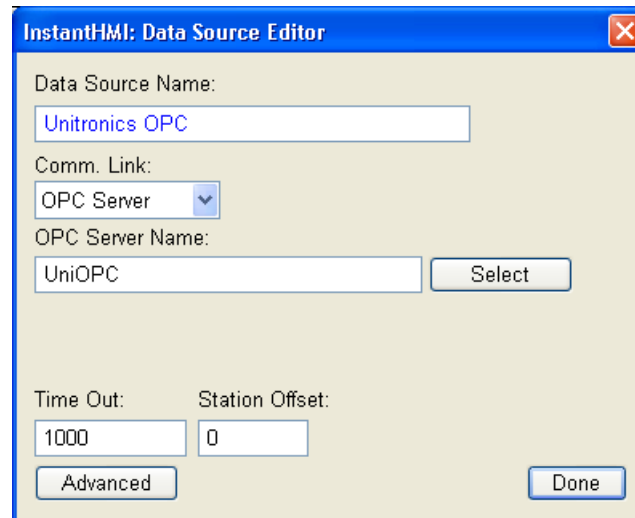 InstantHMI: Data Source Editor
Data Source Name:
Unitronics OPC
Comm. Link:
OPC Server
OPC Server Name:
UniOPC
Select
Time Out:
Station Offset:
1000
0
Advanced
Done